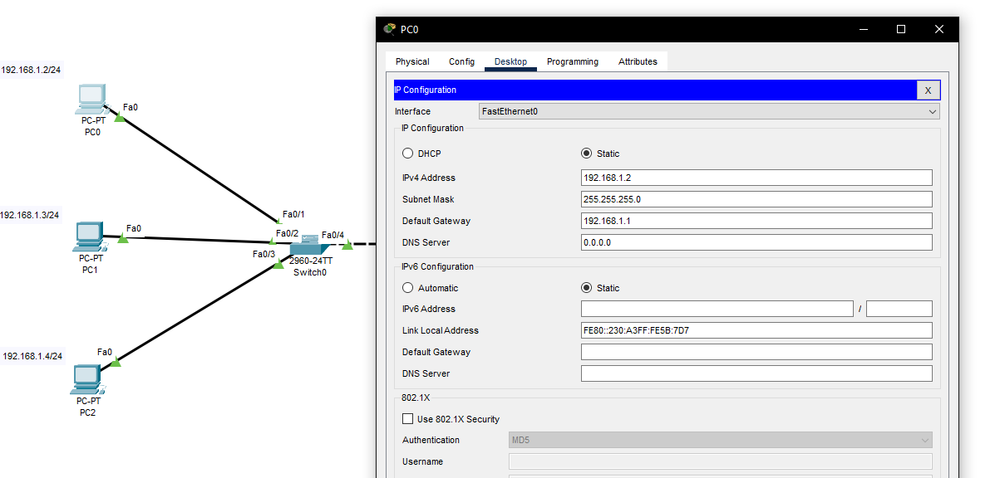 192.168.1.2/24
Fa0
PC-PT
PC0
192.168.1.3/24
Fa0
PC-PT
PC1
192.168.1.4/24
Fa0
PC-PT
PC2
Fa0/1
Fa0/2
Fa0/3
Fa0/4
2960-24TT
Switch0
PC0
Physical Config Desktop Programming Attributes
IP Configuration X
Interface FastEthernet0
IP Configuration
DHCP Static
IPv4 Address 192.168.1.2
Subnet Mask 255.255.255.0
Default Gateway 192.168.1.1
DNS Server 0.0.0.0
IPv6 Configuration
Automatic Static
IPv6 Address /
Link Local Address FE80::230:A3FF:FE5B:7D7
Default Gateway
DNS Server
802.1X
Use 802.1X Security
Authentication MD5
Username